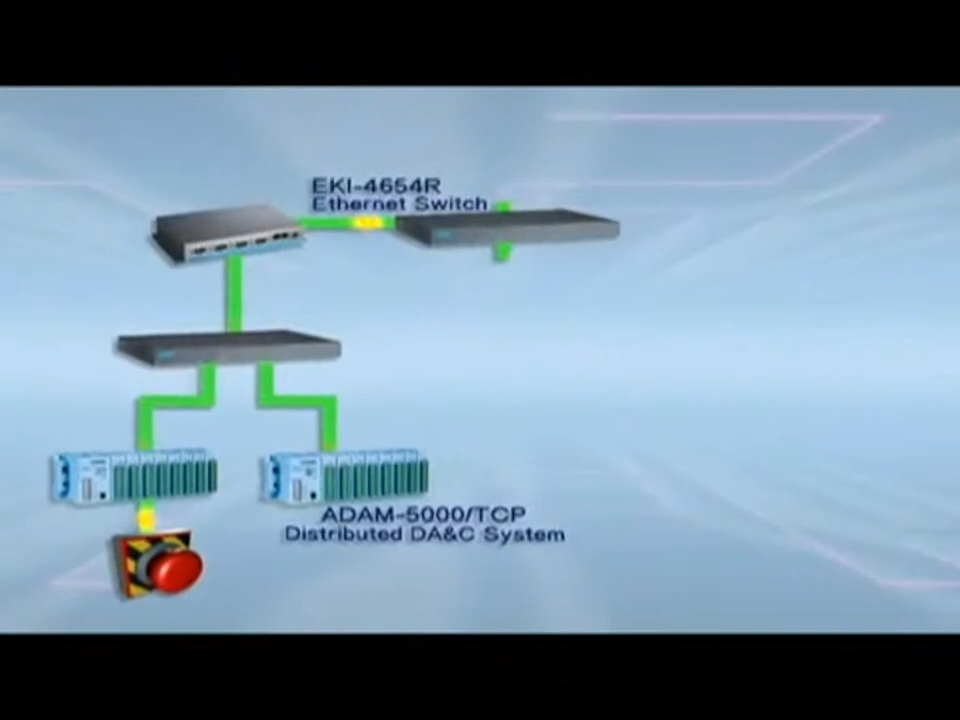 EKI-4654R
Ethernet Switch
ADAM-5000/TCP
Distributed DA&C System